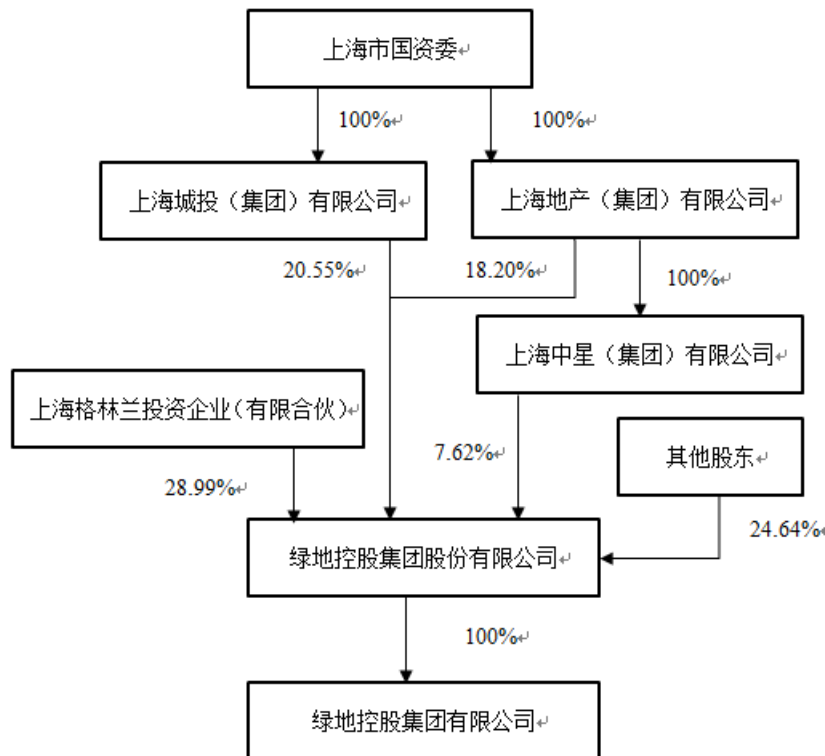 上海市国资委
100%
100%
上海城投（集团）有限公司
上海地产（集团）有限公司
20.55%
18.20%
100%
上海中星（集团）有限公司
上海格林兰投资企业（有限合伙）
7.62%
其他股东
28.99%
24.64%
绿地控股集团股份有限公司
100%
绿地控股集团有限公司